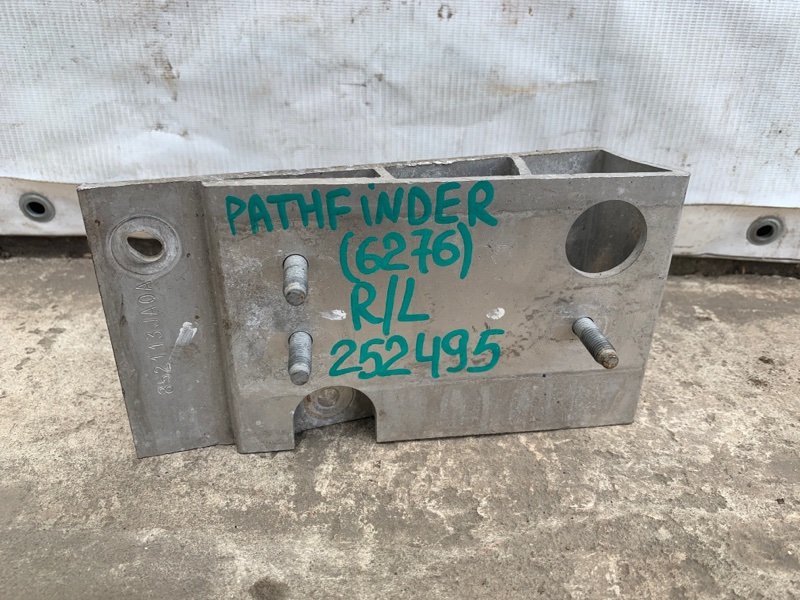 PATHFiNDER
(6276)
R/L
252495